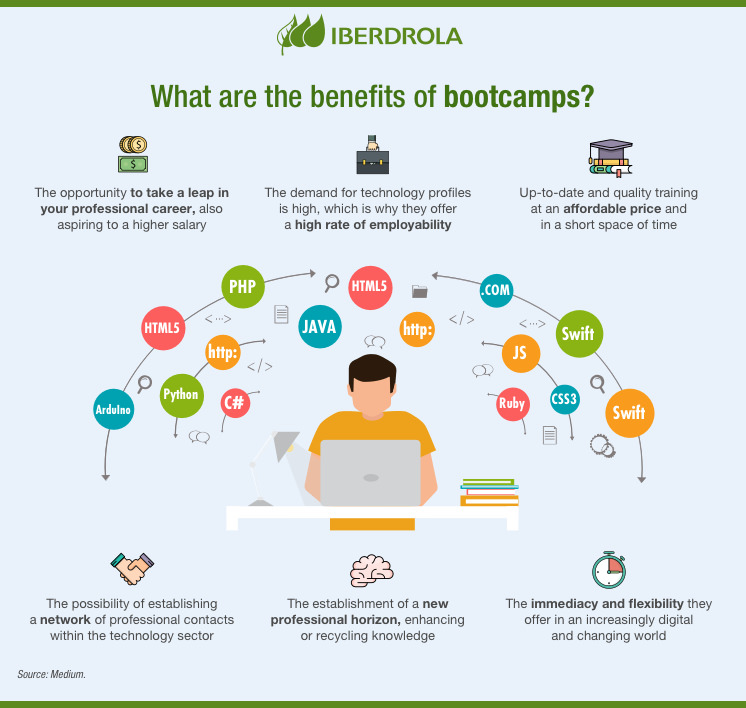 IBERDROLA
What are the benefits of bootcamps?
The opportunity to take a leap in
your professional career, also
aspiring to a higher salary
The demand for technology profiles
is high, which is why they offer
a high rate of employability
Up-to-date and quality training
at an affordable price and
in a short space of time
PHP
HTML5
.COM
HTML5
JAVA
http:
Swift
http:
JS
</>
<··>
<··>
</>
Arduino
Python
C#
Ruby
CSS3
Swift
The possibility of establishing
a network of professional contacts
within the technology sector
The establishment of a new
professional horizon, enhancing
or recycling knowledge
The immediacy and flexibility they
offer in an increasingly digital
and changing world
Source: Medium.